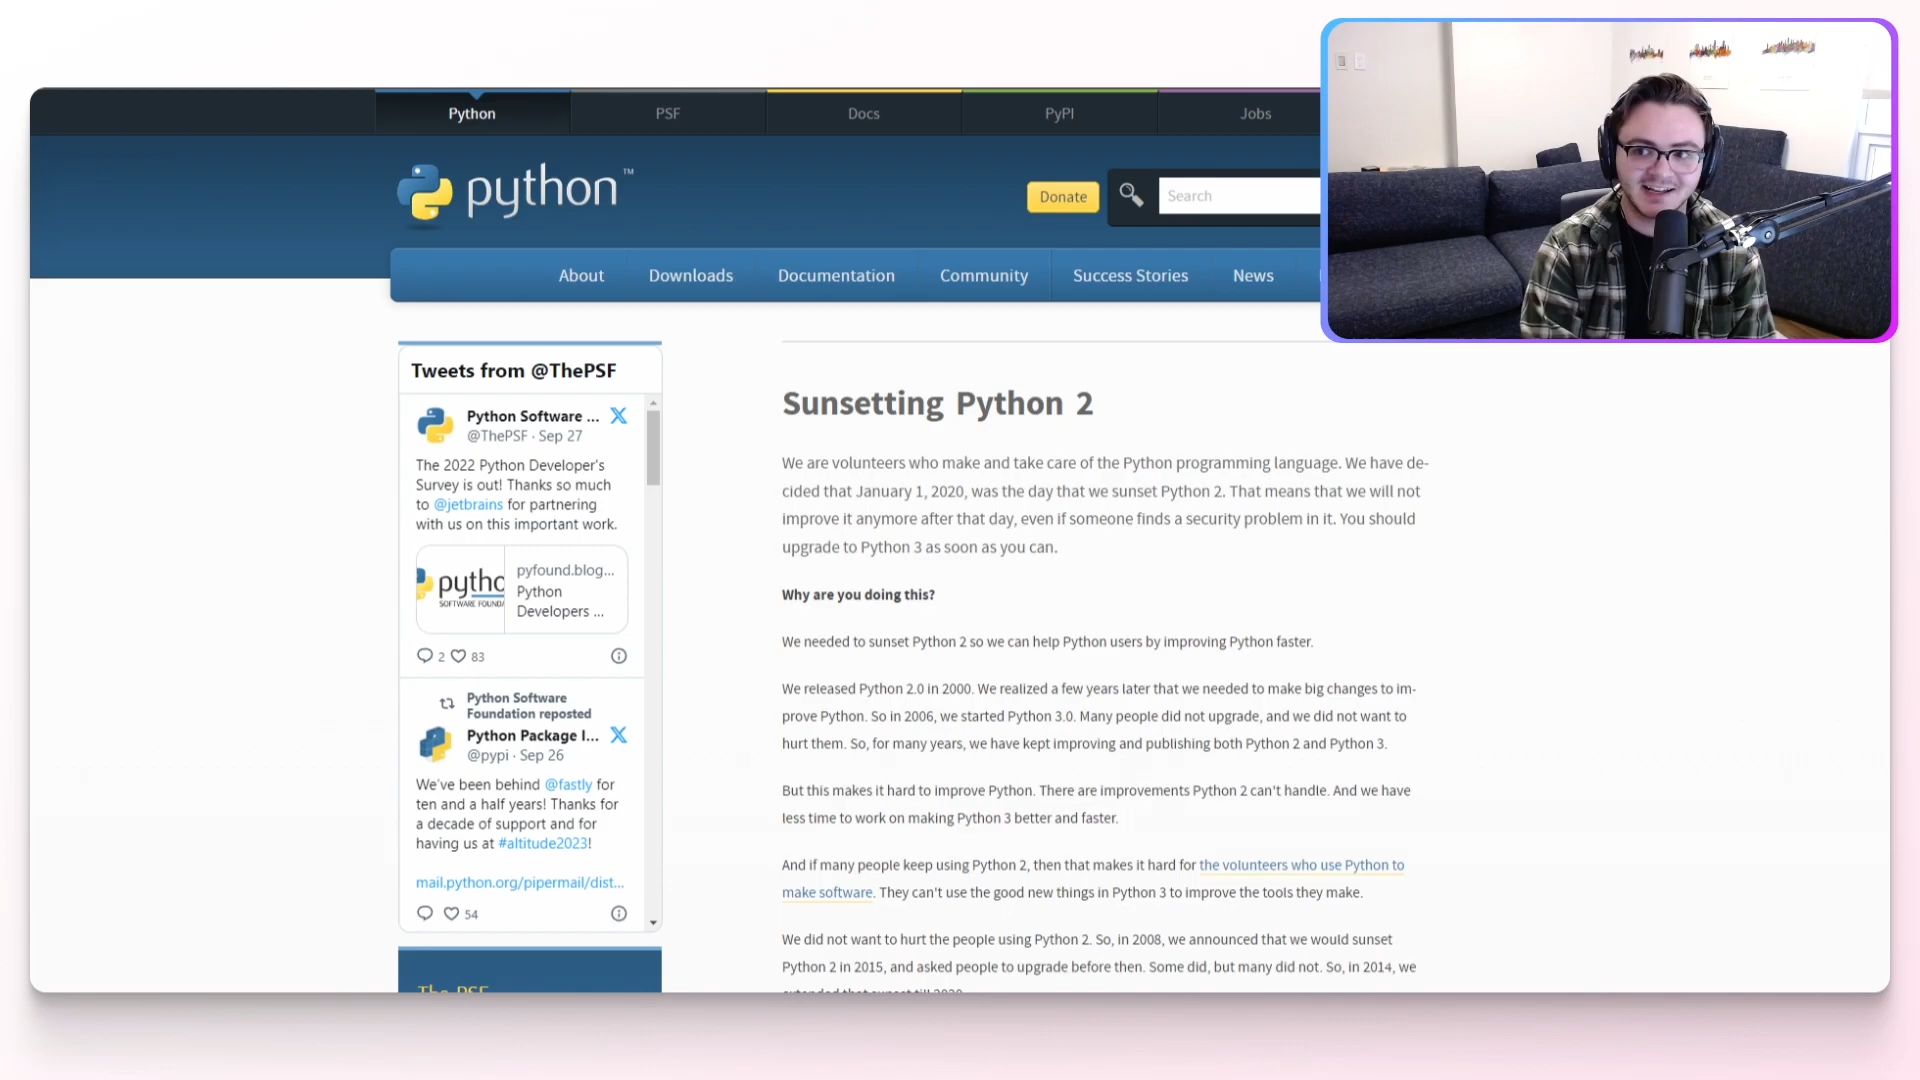 Python
PSF
Docs
PyPI
Jobs
python™
Donate
Search
About
Downloads
Documentation
Community
Success Stories
News
Tweets from @ThePSF
Python Software ...
@ThePSF · Sep 27
The 2022 Python Developer's
Survey is out! Thanks so much
to @jetbrains for partnering
with us on this important work.
pytho
SOFTWARE FOUND
pyfound.blog...
Python
Developers ...
2
83
Python Software
Foundation reposted
Python Package I...
@pypi · Sep 26
We've been behind @fastly for
ten and a half years! Thanks for
a decade of support and for
having us at #altitude2023!
mail.python.org/pipermail/dist...
54
The PSF
Sunsetting Python 2
We are volunteers who make and take care of the Python programming language. We have de-
cided that January 1, 2020, was the day that we sunset Python 2. That means that we will not
improve it anymore after that day, even if someone finds a security problem in it. You should
upgrade to Python 3 as soon as you can.
Why are you doing this?
We needed to sunset Python 2 so we can help Python users by improving Python faster.
We released Python 2.0 in 2000. We realized a few years later that we needed to make big changes to im-
prove Python. So in 2006, we started Python 3.0. Many people did not upgrade, and we did not want to
hurt them. So, for many years, we have kept improving and publishing both Python 2 and Python 3.
But this makes it hard to improve Python. There are improvements Python 2 can't handle. And we have
less time to work on making Python 3 better and faster.
And if many people keep using Python 2, then that makes it hard for the volunteers who use Python to
make software. They can't use the good new things in Python 3 to improve the tools they make.
We did not want to hurt the people using Python 2. So, in 2008, we announced that we would sunset
Python 2 in 2015, and asked people to upgrade before then. Some did, but many did not. So, in 2014, we
extended that sunset till 2020.